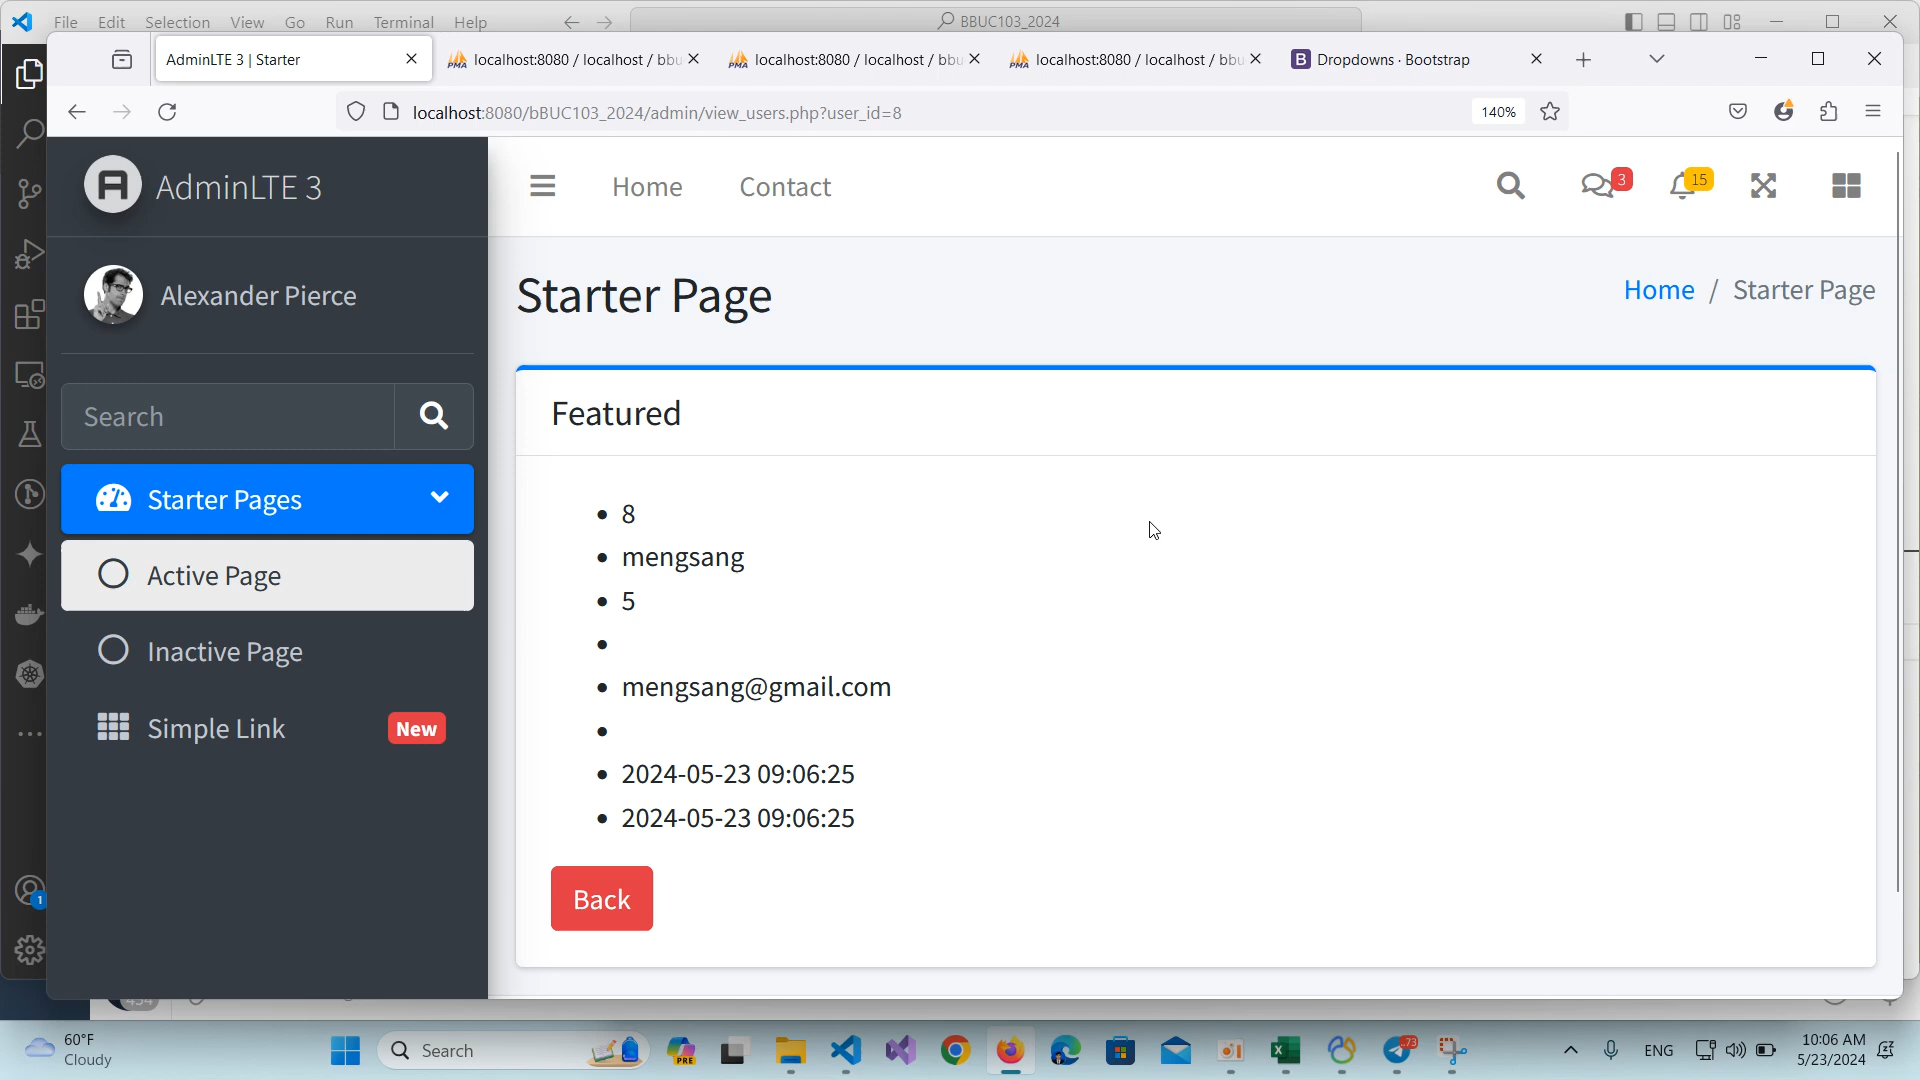 File Edit Selection View Go Run Terminal Help
BBUC103_2024
AdminLTE 3 | Starter
localhost:8080 / localhost / bbu
localhost:8080 / localhost / bbu
localhost:8080 / localhost / bbu
Dropdowns · Bootstrap
localhost:8080/bBUC103_2024/admin/view_users.php?user_id=8
140%
AdminLTE 3
Home Contact
3
15
Alexander Pierce
Starter Page
Home / Starter Page
Search
Featured
Starter Pages
Active Page
Inactive Page
Simple Link
New
8
mengsang
5
mengsang@gmail.com
2024-05-23 09:06:25
2024-05-23 09:06:25
Back
1
60°F
Cloudy
Search
PRE
73
ENG
10:06 AM
5/23/2024